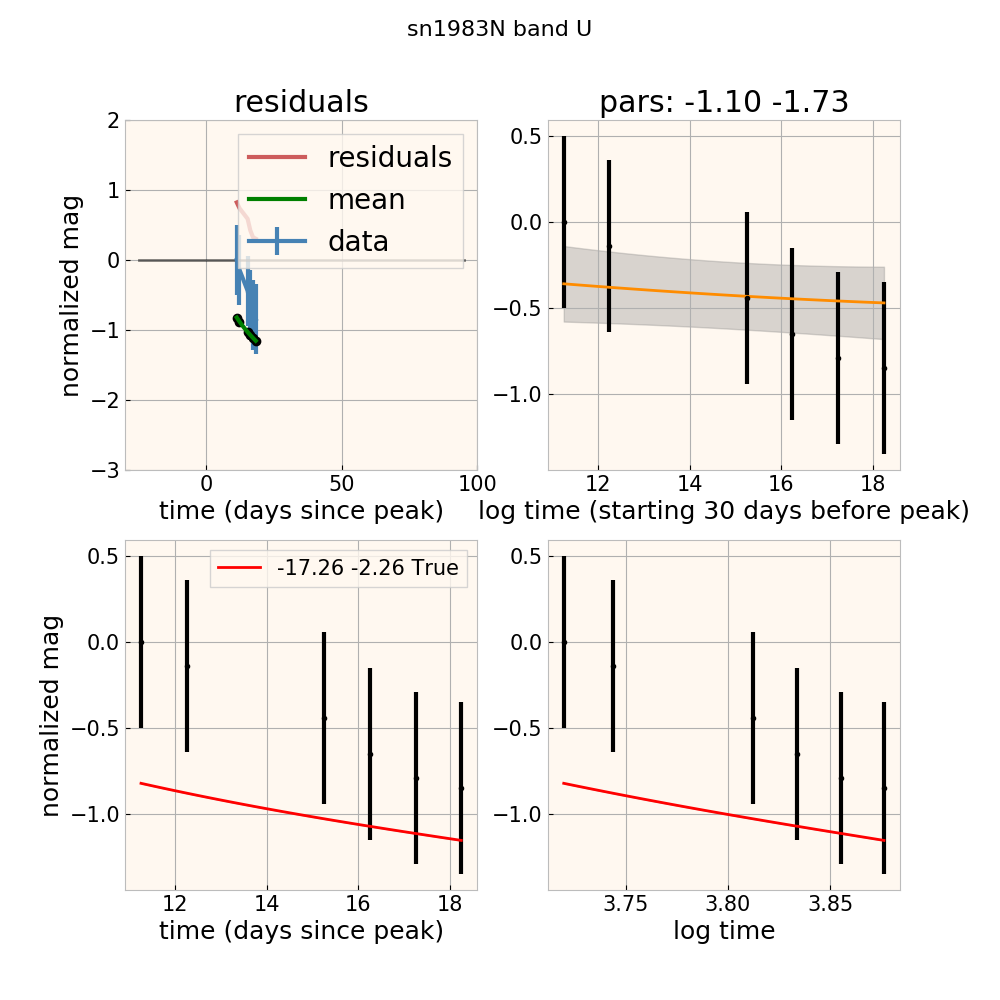 sn1983N band U
residuals
pars: -1.10 -1.73
2
1
0
−1
−2
−3
normalized mag
residuals
mean
data
0 50 100
time (days since peak)
0.5
0.0
−0.5
−1.0
12 14 16 18
log time (starting 30 days before peak)
0.5
0.0
−0.5
−1.0
normalized mag
-17.26 -2.26 True
12 14 16 18
time (days since peak)
0.5
0.0
−0.5
−1.0
3.75 3.80 3.85
log time